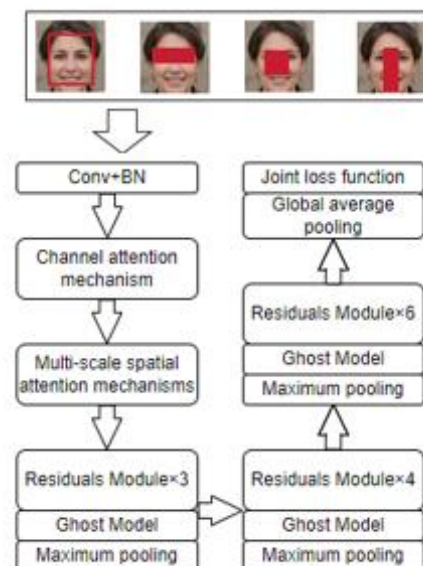 Conv+BN
Channel attention
mechanism
Multi-scale spatial
attention mechanisms
Residuals Module×3
Ghost Model
Maximum pooling
Residuals Module×4
Ghost Model
Maximum pooling
Residuals Module×6
Ghost Model
Maximum pooling
Joint loss function
Global average
pooling